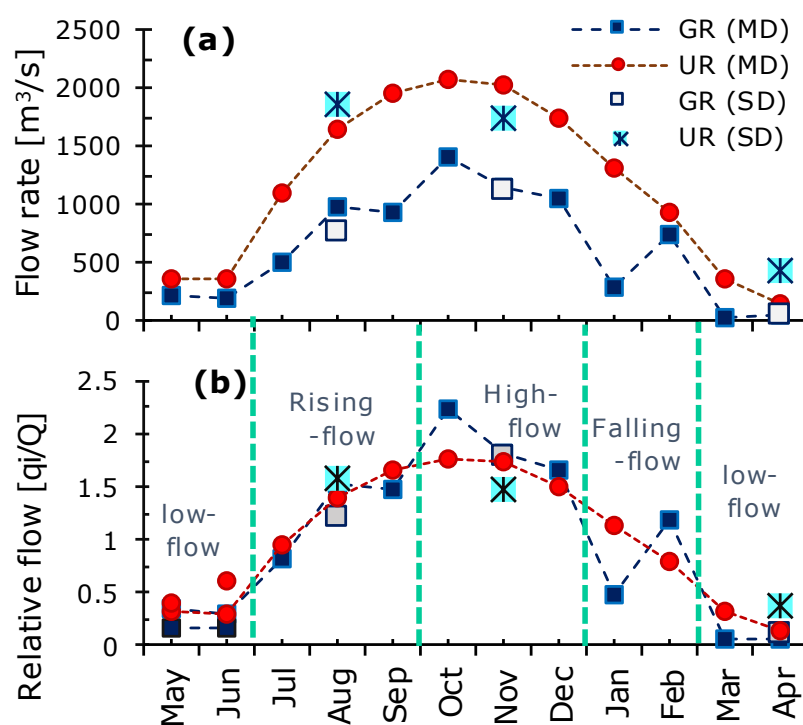 (a)
GR (MD)
UR (MD)
GR (SD)
UR (SD)
Flow rate [m³/s]
2500
2000
1500
1000
500
0
(b)
Relative flow [qi/Q]
2.5
2
1.5
1
0.5
0
low-
flow
Rising
-flow
High-
flow
Falling
-flow
low-
flow
May
Jun
Jul
Aug
Sep
Oct
Nov
Dec
Jan
Feb
Mar
Apr